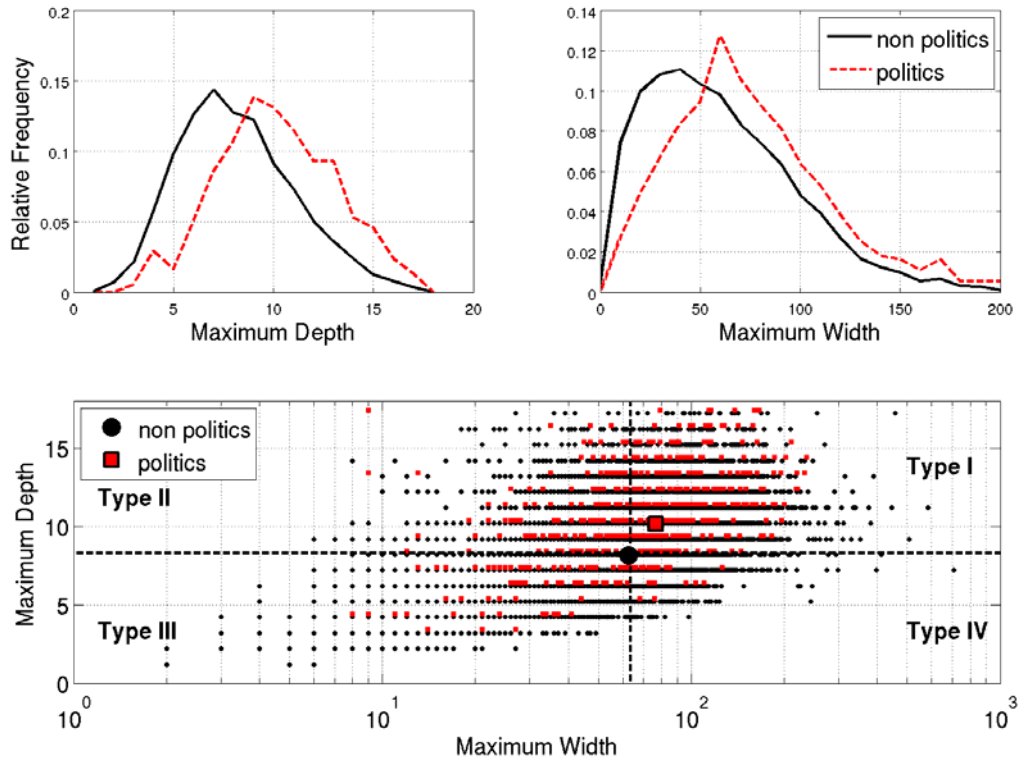 0.2
0.15
0.1
0.05
0
0 5 10 15 20
Relative Frequency
Maximum Depth
0.14
0.12
0.1
0.08
0.06
0.04
0.02
0
0 50 100 150 200
Maximum Width
non politics
politics
15
10
5
0
Maximum Depth
non politics
politics
Type I
Type II
Type III
Type IV
10^0 10^1 10^2 10^3
Maximum Width